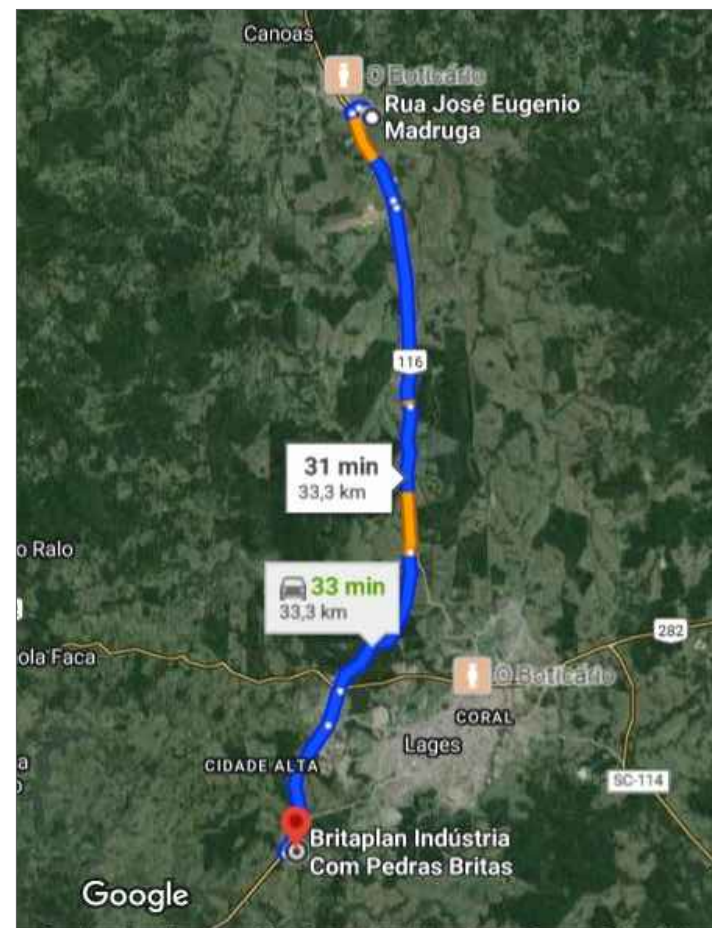 Canoas
O Boticário
Rua José Eugenio
Madruga
116
31 min
33,3 km
o Ralo
33 min
33,3 km
282
ola Faca
O Boticário
CORAL
Lages
a
CIDADE ALTA
SC-114
Britaplan Indústria
Com Pedras Britas
Google